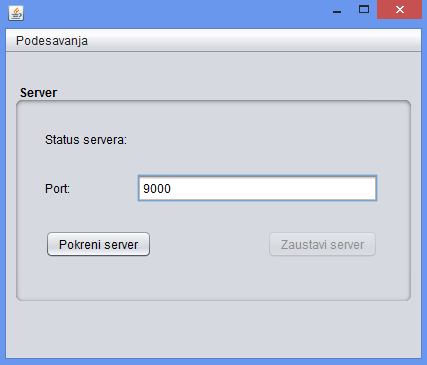 Podesavanja
Server
Status servera:
Port: 9000
Pokreni server Zaustavi server